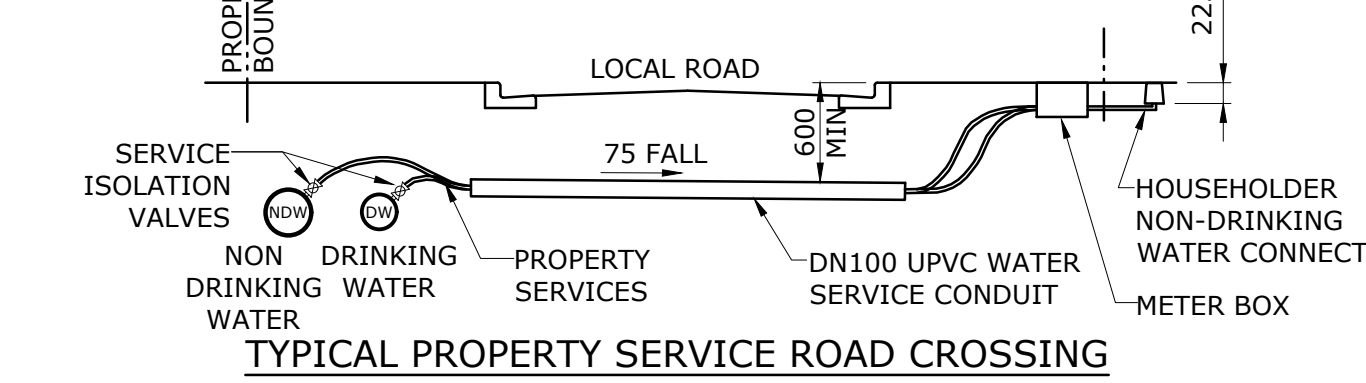 LOCAL ROAD
600
MIN
75 FALL
SERVICE
ISOLATION
VALVES
NDW
DW
NON
DRINKING
WATER
DRINKING
WATER
PROPERTY
SERVICES
DN100 UPVC WATER
SERVICE CONDUIT
HOUSEHOLDER
NON-DRINKING
WATER CONNECT
METER BOX
TYPICAL PROPERTY SERVICE ROAD CROSSING